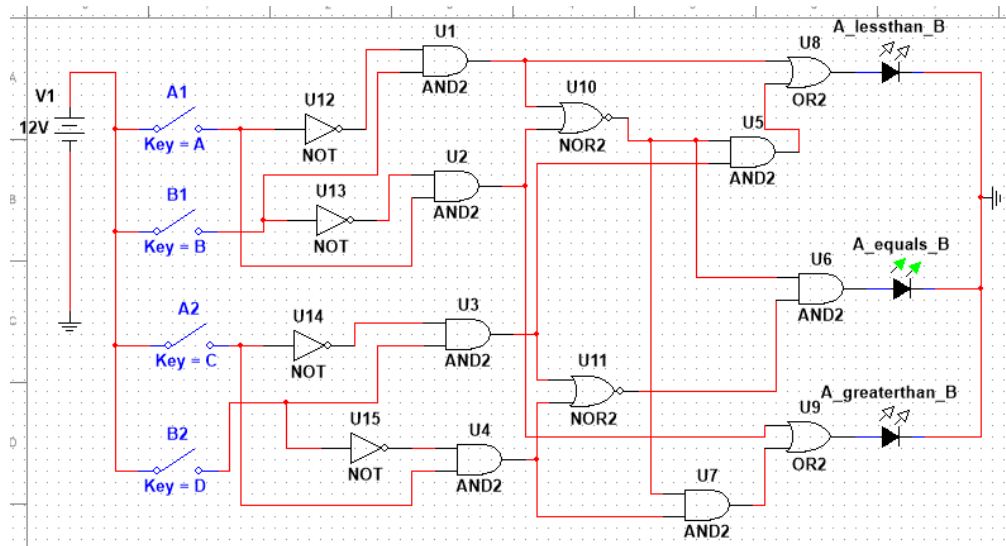 U1
AND2
V1
12V
A1
Key = A
U12
NOT
U10
NOR2
U8
OR2
A_lessthan_B
U5
AND2
B1
Key = B
U13
NOT
U2
AND2
A_equals_B
U6
AND2
A2
Key = C
U14
NOT
U3
AND2
U11
NOR2
A_greaterthan_B
U9
OR2
B2
Key = D
U15
NOT
U4
AND2
U7
AND2